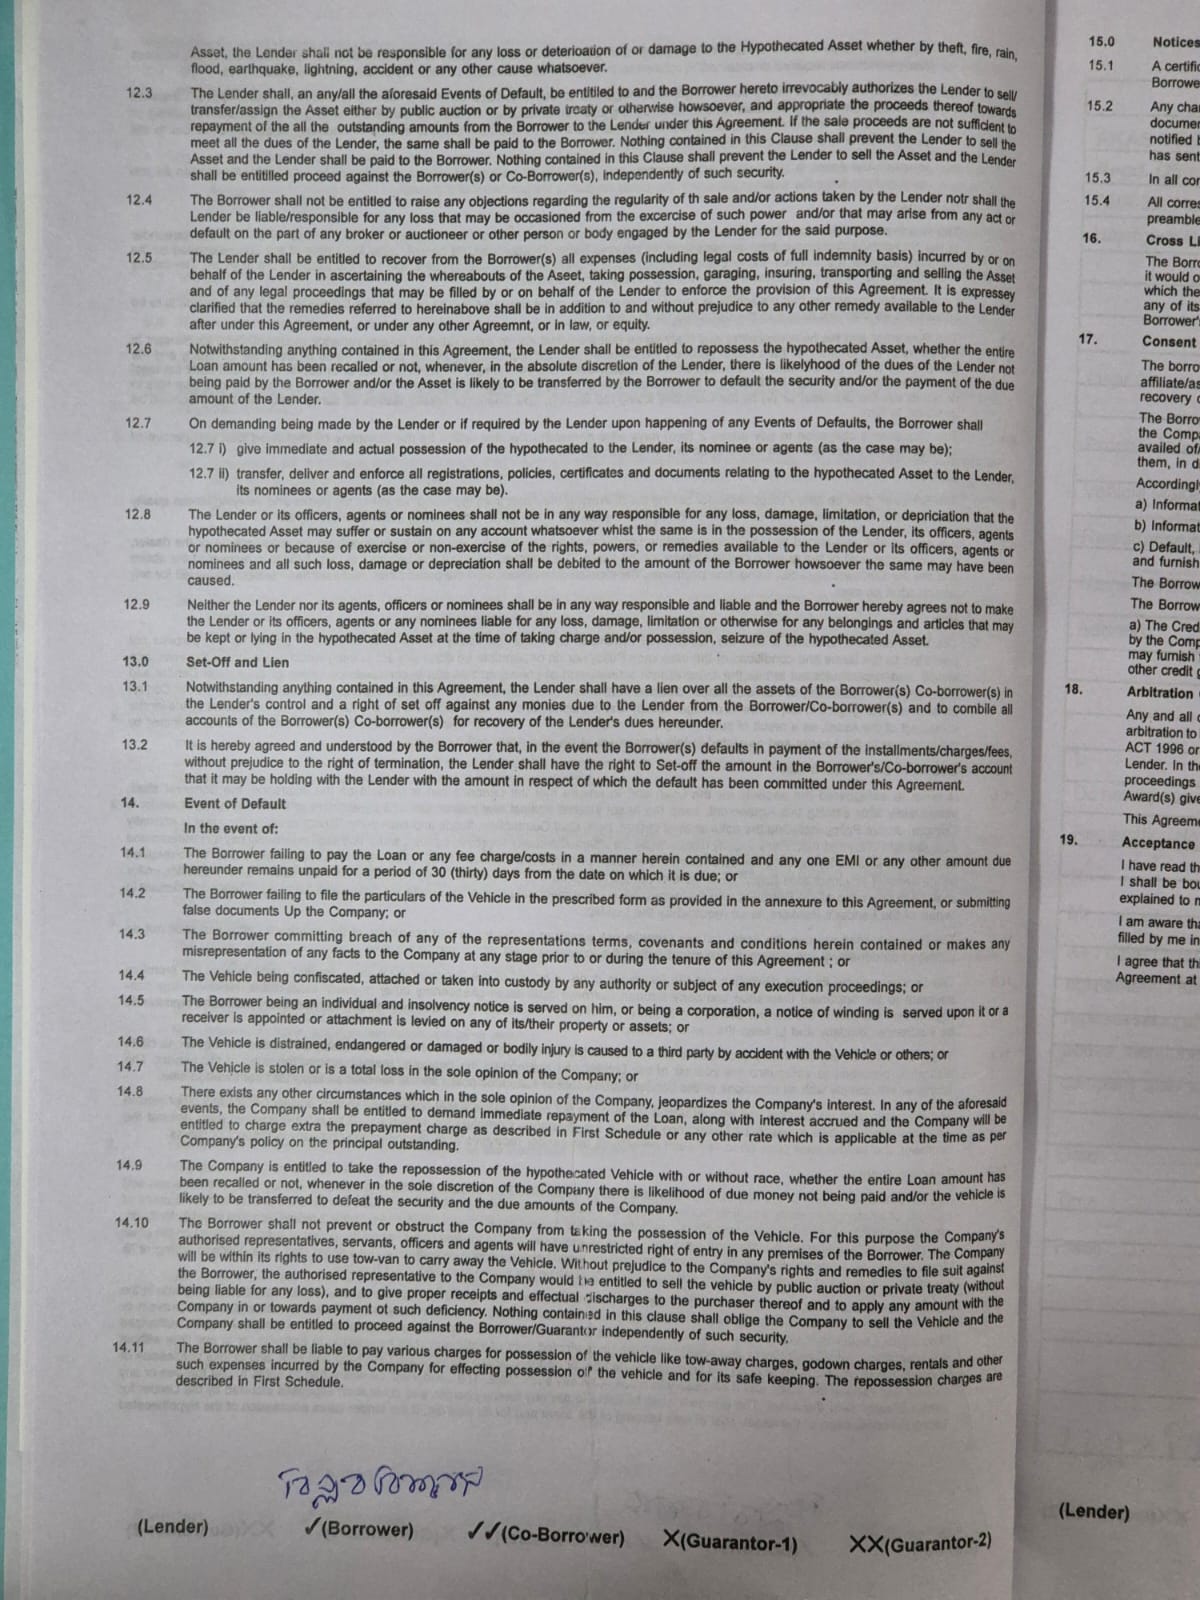 Asset, the Lender shall not be responsible for any loss or deterioation of or damage to the Hypothecated Asset whether by theft, fire, rain,
flood, earthquake, lightning, accident or any other cause whatsoever.
12.3 The Lender shall, an any/all the aforesaid Events of Default, be entitiled to and the Borrower hereto irrevocably authorizes the Lender to sell/
transfer/assign the Asset either by public auction or by private treaty or otherwise howsoever, and appropriate the proceeds thereof towards
repayment of the all the outstanding amounts from the Borrower to the Lender under this Agreement. If the sale proceeds are not sufficient to
meet all the dues of the Lender, the same shall be paid to the Borrower. Nothing contained in this Clause shall prevent the Lender to sell the
Asset and the Lender shall be paid to the Borrower. Nothing contained in this Clause shall prevent the Lender to sell the Asset and the Lender
shall be entitilled proceed against the Borrower(s) or Co-Borrower(s), independently of such security.
12.4 The Borrower shall not be entitled to raise any objections regarding the regularity of th sale and/or actions taken by the Lender notr shall the
Lender be liable/responsible for any loss that may be occasioned from the excercise of such power and/or that may arise from any act or
default on the part of any broker or auctioneer or other person or body engaged by the Lender for the said purpose.
12.5 The Lender shall be entitled to recover from the Borrower(s) all expenses (including legal costs of full indemnity basis) incurred by or on
behalf of the Lender in ascertaining the whereabouts of the Aseet, taking possession, garaging, insuring, transporting and selling the Asset
and of any legal proceedings that may be filled by or on behalf of the Lender to enforce the provision of this Agreement. It is expressey
clarified that the remedies referred to hereinabove shall be in addition to and without prejudice to any other remedy available to the Lender
after under this Agreement, or under any other Agreemnt, or in law, or equity.
12.6 Notwithstanding anything contained in this Agreement, the Lender shall be entitled to repossess the hypothecated Asset, whether the entire
Loan amount has been recalled or not, whenever, in the absolute discretion of the Lender, there is likelyhood of the dues of the Lender not
being paid by the Borrower and/or the Asset is likely to be transferred by the Borrower to default the security and/or the payment of the due
amount of the Lender.
12.7 On demanding being made by the Lender or if required by the Lender upon happening of any Events of Defaults, the Borrower shall
12.7 i) give immediate and actual possession of the hypothecated to the Lender, its nominee or agents (as the case may be);
12.7 ii) transfer, deliver and enforce all registrations, policies, certificates and documents relating to the hypothecated Asset to the Lender,
its nominees or agents (as the case may be).
12.8 The Lender or its officers, agents or nominees shall not be in any way responsible for any loss, damage, limitation, or depriciation that the
hypothecated Asset may suffer or sustain on any account whatsoever whist the same is in the possession of the Lender, its officers, agents
or nominees or because of exercise or non-exercise of the rights, powers, or remedies available to the Lender or its officers, agents or
nominees and all such loss, damage or depreciation shall be debited to the amount of the Borrower howsoever the same may have been
caused.
12.9 Neither the Lender nor its agents, officers or nominees shall be in any way responsible and liable and the Borrower hereby agrees not to make
the Lender or its officers, agents or any nominees liable for any loss, damage, limitation or otherwise for any belongings and articles that may
be kept or lying in the hypothecated Asset at the time of taking charge and/or possession, seizure of the hypothecated Asset.
13.0 Set-Off and Lien
13.1 Notwithstanding anything contained in this Agreement, the Lender shall have a lien over all the assets of the Borrower(s) Co-borrower(s) in
the Lender's control and a right of set off against any monies due to the Lender from the Borrower/Co-borrower(s) and to combile all
accounts of the Borrower(s) Co-borrower(s) for recovery of the Lender's dues hereunder.
13.2 It is hereby agreed and understood by the Borrower that, in the event the Borrower(s) defaults in payment of the installments/charges/fees,
without prejudice to the right of termination, the Lender shall have the right to Set-off the amount in the Borrower's/Co-borrower's account
that it may be holding with the Lender with the amount in respect of which the default has been committed under this Agreement.
14. Event of Default
In the event of:
14.1 The Borrower failing to pay the Loan or any fee charge/costs in a manner herein contained and any one EMI or any other amount due
hereunder remains unpaid for a period of 30 (thirty) days from the date on which it is due; or
14.2 The Borrower failing to file the particulars of the Vehicle in the prescribed form as provided in the annexure to this Agreement, or submitting
false documents Up the Company; or
14.3 The Borrower committing breach of any of the representations terms, covenants and conditions herein contained or makes any
misrepresentation of any facts to the Company at any stage prior to or during the tenure of this Agreement ; or
14.4 The Vehicle being confiscated, attached or taken into custody by any authority or subject of any execution proceedings; or
14.5 The Borrower being an individual and insolvency notice is served on him, or being a corporation, a notice of winding is served upon it or a
receiver is appointed or attachment is levied on any of its/their property or assets; or
14.6 The Vehicle is distrained, endangered or damaged or bodily injury is caused to a third party by accident with the Vehicle or others; or
14.7 The Vehicle is stolen or is a total loss in the sole opinion of the Company; or
14.8 There exists any other circumstances which in the sole opinion of the Company, jeopardizes the Company's interest. In any of the aforesaid
events, the Company shall be entitled to demand immediate repayment of the Loan, along with interest accrued and the Company will be
entitled to charge extra the prepayment charge as described in First Schedule or any other rate which is applicable at the time as per
Company's policy on the principal outstanding.
14.9 The Company is entitled to take the repossession of the hypothecated Vehicle with or without race, whether the entire Loan amount has
been recalled or not, whenever in the sole discretion of the Company there is likelihood of due money not being paid and/or the vehicle is
likely to be transferred to defeat the security and the due amounts of the Company.
14.10 The Borrower shall not prevent or obstruct the Company from taking the possession of the Vehicle. For this purpose the Company's
authorised representatives, servants, officers and agents will have unrestricted right of entry in any premises of the Borrower. The Company
will be within its rights to use tow-van to carry away the Vehicle. Without prejudice to the Company's rights and remedies to file suit against
the Borrower, the authorised representative to the Company would be entitled to sell the vehicle by public auction or private treaty (without
being liable for any loss), and to give proper receipts and effectual discharges to the purchaser thereof and to apply any amount with the
Company in or towards payment ot such deficiency. Nothing contained in this clause shall oblige the Company to sell the Vehicle and the
Company shall be entitled to proceed against the Borrower/Guarantor independently of such security.
14.11 The Borrower shall be liable to pay various charges for possession of the vehicle like tow-away charges, godown charges, rentals and other
such expenses incurred by the Company for effecting possession of the vehicle and for its safe keeping. The repossession charges are
described in First Schedule.
(Lender) ✓(Borrower) ✓✓(Co-Borrower) X(Guarantor-1) XX(Guarantor-2)
15.0 Notices
15.1 A certific
Borrowe
15.2 Any cha
documen
notified
has sent
15.3 In all cor
15.4 All corres
preamble
16. Cross Li
The Borro
it would o
which the
any of its
Borrower'
17. Consent
The borro
affiliate/as
recovery
The Borro
the Comp
availed of/
them, in d
Accordingly
a) Informat
b) Informat
c) Default,
and furnish
The Borrow
The Borrow
a) The Cred
by the Comp
may furnish
other credit
18. Arbitration
Any and all
arbitration to
ACT 1996 or
Lender. In the
proceedings
Award(s) give
This Agreeme
19. Acceptance
I have read th
I shall be bou
explained to m
I am aware tha
filled by me in
I agree that thi
Agreement at
(Lender)